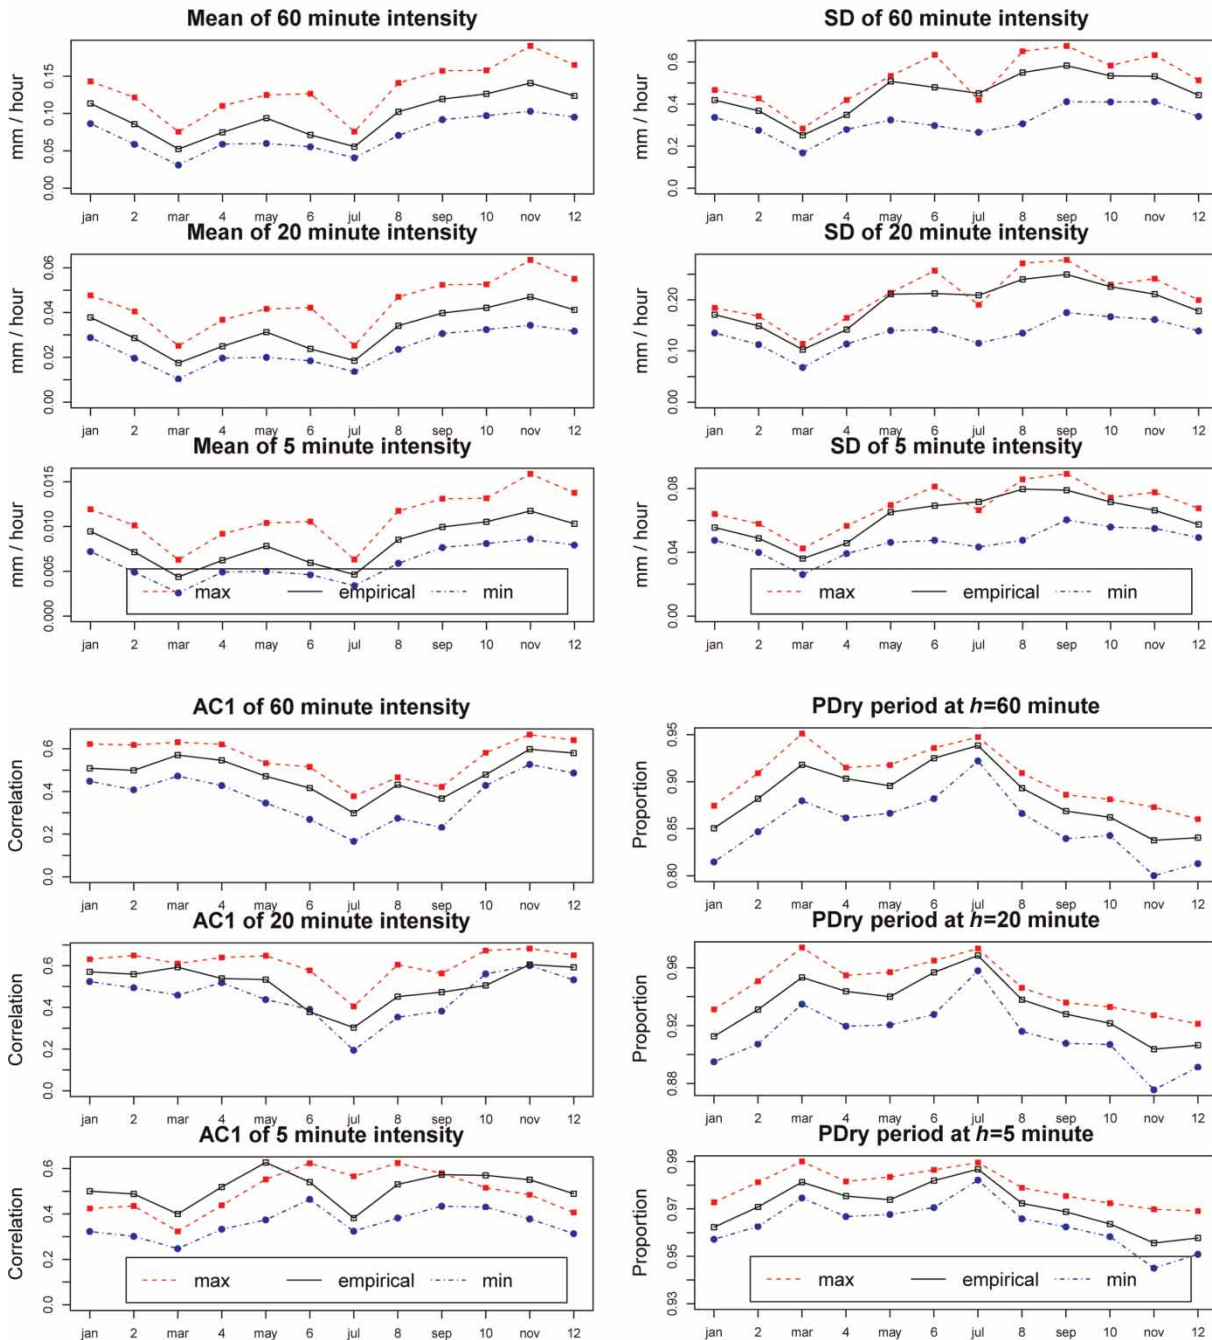 Mean of 60 minute intensity
mm / hour
0.00 0.05 0.10 0.15
jan 2 mar 4 may 6 jul 8 sep 10 nov 12
SD of 60 minute intensity
mm / hour
0.0 0.2 0.4 0.6
jan 2 mar 4 may 6 jul 8 sep 10 nov 12
Mean of 20 minute intensity
0.00 0.02 0.04 0.06
jan 2 mar 4 may 6 jul 8 sep 10 nov 12
SD of 20 minute intensity
0.00 0.10 0.20
jan 2 mar 4 may 6 jul 8 sep 10 nov 12
Mean of 5 minute intensity
mm / hour
0.000 0.005 0.010 0.015
max empirical min
jan 2 mar 4 may 6 jul 8 sep 10 nov 12
SD of 5 minute intensity
mm / hour
0.00 0.04 0.08
max empirical min
jan 2 mar 4 may 6 jul 8 sep 10 nov 12
AC1 of 60 minute intensity
Correlation
0.0 0.2 0.4 0.6
jan 2 mar 4 may 6 jul 8 sep 10 nov 12
PDry period at h=60 minute
Proportion
0.80 0.85 0.90 0.95
jan 2 mar 4 may 6 jul 8 sep 10 nov 12
AC1 of 20 minute intensity
Correlation
0.0 0.2 0.4 0.6
jan 2 mar 4 may 6 jul 8 sep 10 nov 12
PDry period at h=20 minute
Proportion
0.88 0.92 0.96
jan 2 mar 4 may 6 jul 8 sep 10 nov 12
AC1 of 5 minute intensity
Correlation
0.0 0.2 0.4 0.6
max empirical min
jan 2 mar 4 may 6 jul 8 sep 10 nov 12
PDry period at h=5 minute
Proportion
0.93 0.95 0.97 0.99
max empirical min
jan 2 mar 4 may 6 jul 8 sep 10 nov 12